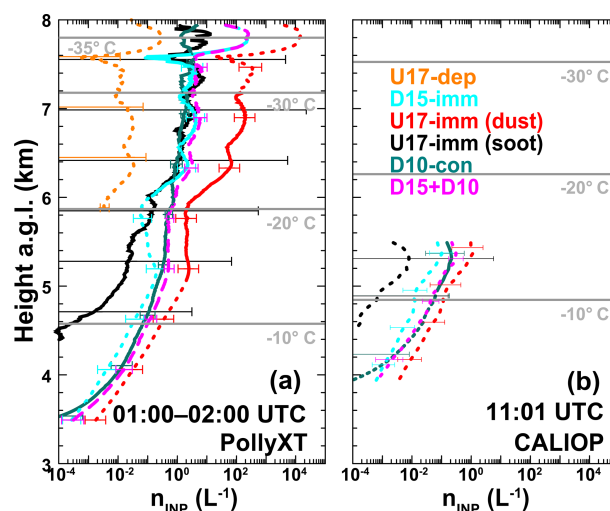 Height a.g.l. (km)
8
7
6
5
4
3
-35° C
-30° C
-20° C
-10° C
(a)
01:00–02:00 UTC
PollyXT
10⁻⁴ 10⁻² 10⁰ 10² 10⁴
n_INP (L⁻¹)
-30° C
U17-dep
D15-imm
U17-imm (dust)
U17-imm (soot)
D10-con
D15+D10
-20° C
-10° C
(b)
11:01 UTC
CALIOP
10⁻⁴ 10⁻² 10⁰ 10² 10⁴
n_INP (L⁻¹)